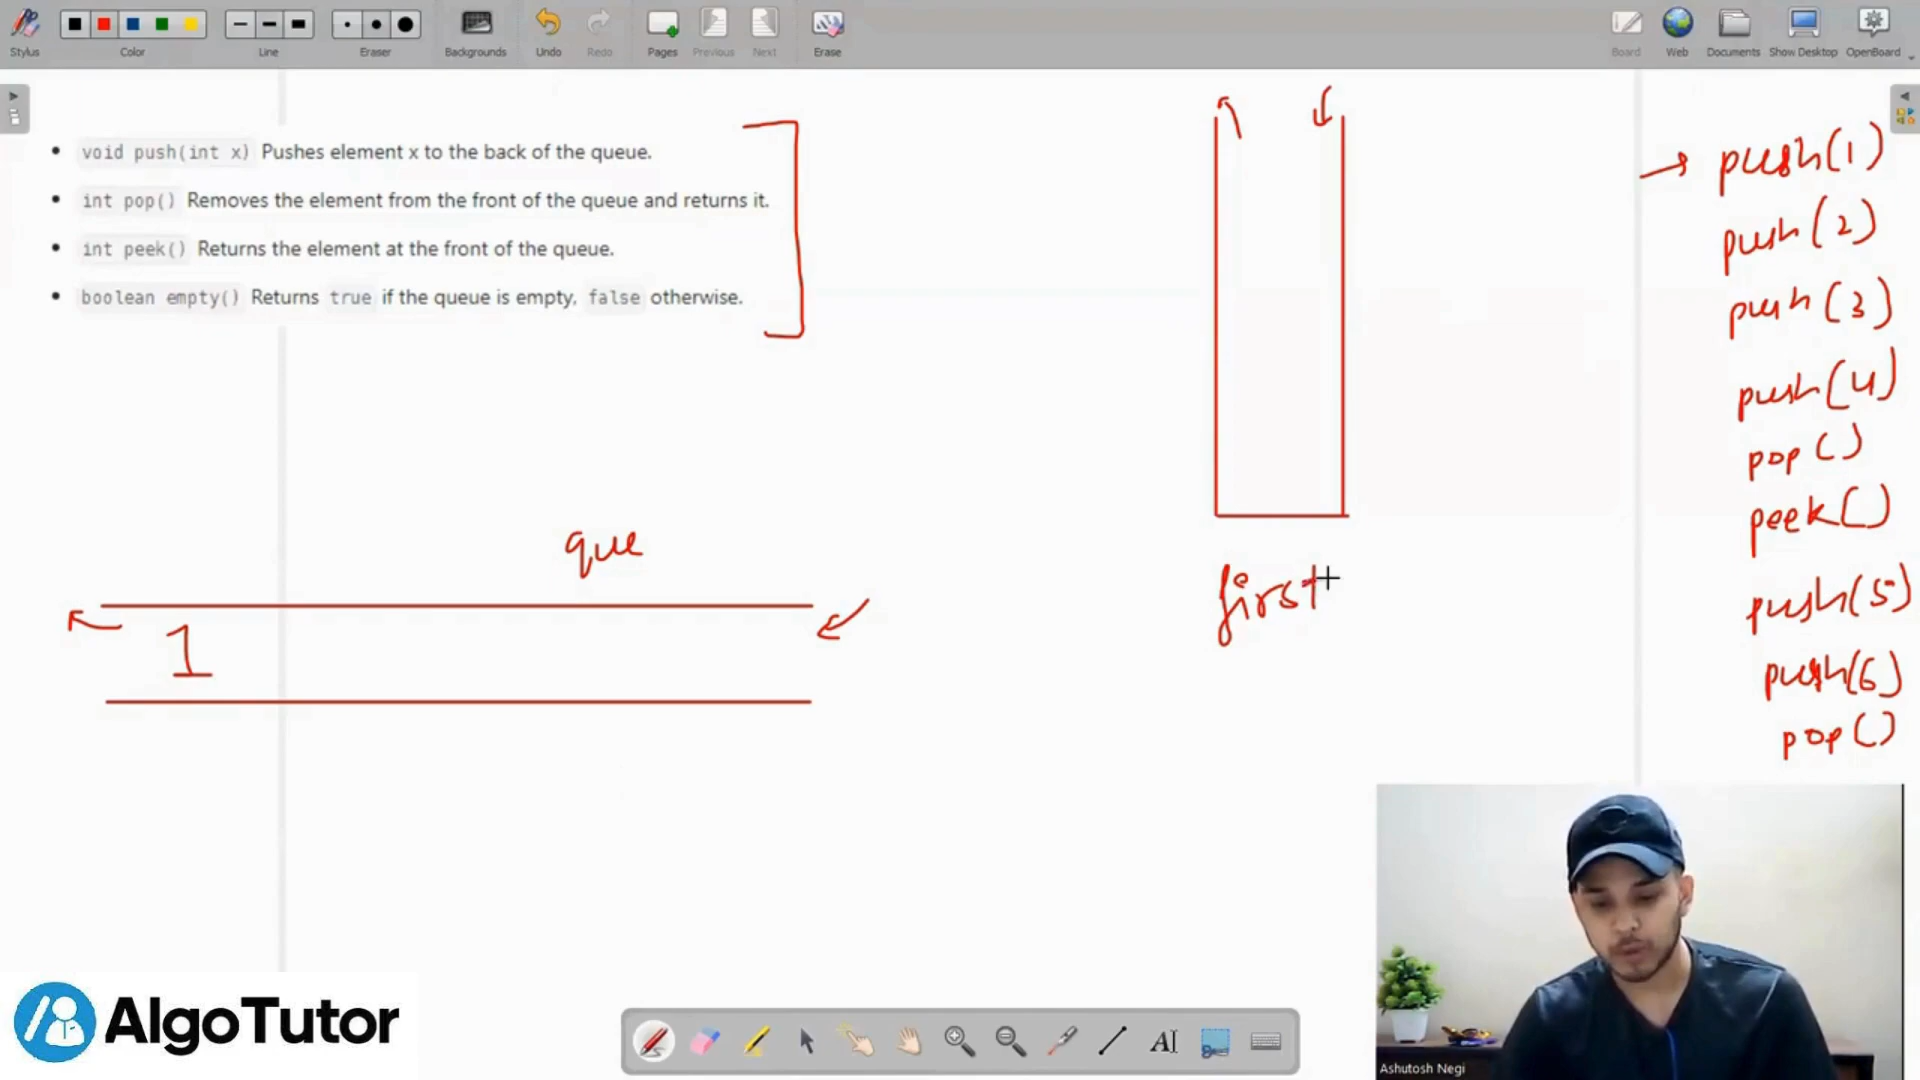 Stylus
Color
Line
Eraser
Backgrounds
Undo
Redo
Pages
Previous
Next
Erase
Board
Web
Documents
Show Desktop
OpenBoard
void push(int x) Pushes element x to the back of the queue.
int pop() Removes the element from the front of the queue and returns it.
int peek() Returns the element at the front of the queue.
boolean empty() Returns true if the queue is empty, false otherwise.
que
1
first
push(1)
push(2)
push(3)
push(4)
pop()
peek()
push(5)
push(6)
pop()
AlgoTutor
AI
Ashutosh Negi